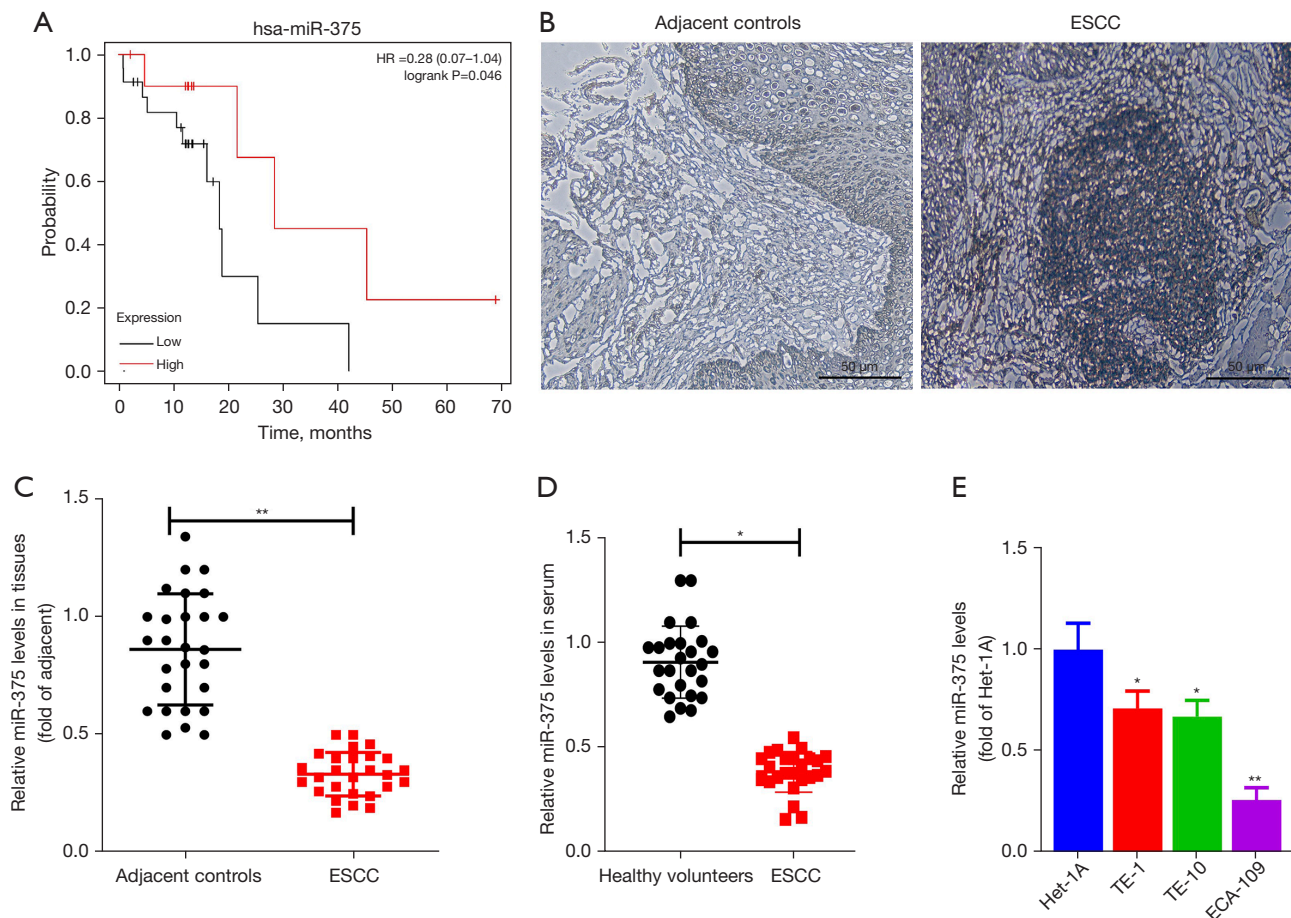 A
hsa-miR-375
HR =0.28 (0.07–1.04)
logrank P=0.046
Probability
1.0
0.8
0.6
0.4
0.2
0.0
Expression
Low
High
0 10 20 30 40 50 60 70
Time, months
B
Adjacent controls
ESCC
50 μm
50 μm
C
Relative miR-375 levels in tissues
(fold of adjacent)
1.5
1.0
0.5
0.0
**
Adjacent controls
ESCC
D
Relative miR-375 levels in serum
1.5
1.0
0.5
0.0
*
Healthy volunteers
ESCC
E
Relative miR-375 levels
(fold of Het-1A)
1.5
1.0
0.5
0.0
*
*
**
Het-1A
TE-1
TE-10
ECA-109